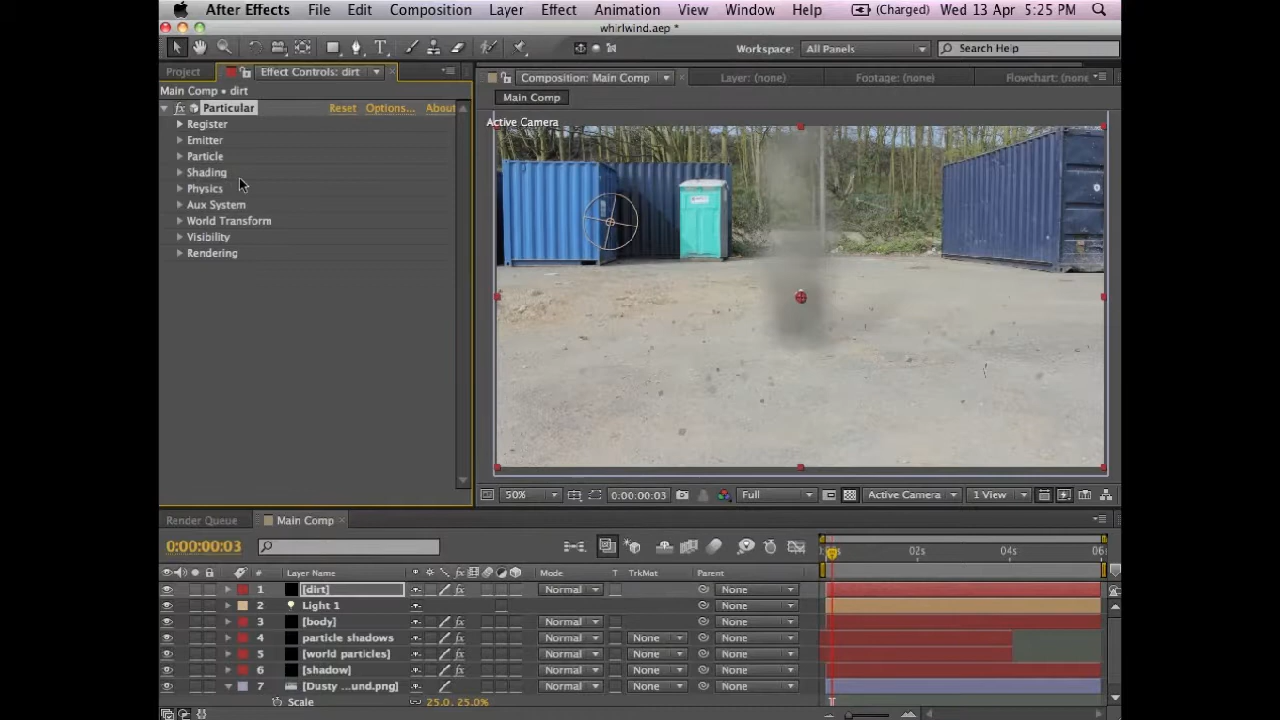 After Effects File Edit Composition Layer Effect Animation View Window Help (Charged) Wed 13 Apr 5:25 PM
whirlwind.aep *
Workspace: All Panels Search Help
Project Effect Controls: dirt Composition: Main Comp Layer: (none) Footage: (none) Flowchart: (none)
Main Comp • dirt
Main Comp
Particular Reset Options... About
Active Camera
Register
Emitter
Particle
Shading
Physics
Aux System
World Transform
Visibility
Rendering
50% 0:00:00:03 Full Active Camera 1 View
Render Queue Main Comp
0:00:00:03
02s 04s 06s
# Layer Name Mode T TrkMat Parent
1 [dirt] Normal None
2 Light 1 None
3 [body] Normal None
4 particle shadows Normal None None
5 [world particles] Normal None None
6 [shadow] Normal None None
7 [Dusty ...und.png] Normal None None
Scale 25.0, 25.0%